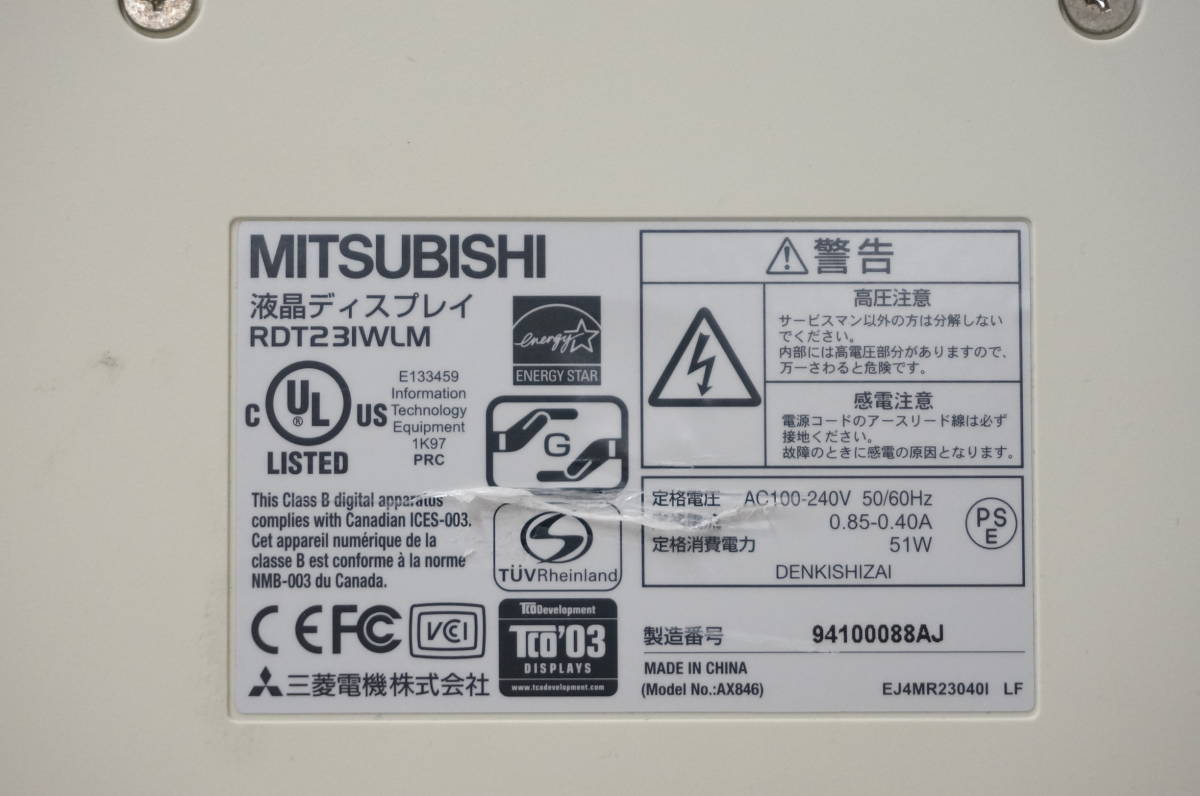 MITSUBISHI
液晶ディスプレイ
RDT231WLM
energy
ENERGY STAR
C UL ® US
LISTED
E133459
Information
Technology
Equipment
1K97
PRC
G
This Class B digital apparatus
complies with Canadian ICES-003.
Cet appareil numérique de la
classe B est conforme à la norme
NMB-003 du Canada.
TÜVRheinland
CE FC VCI
TCODevelopment
TCO'03
DISPLAYS
www.tcodevelopment.com
三菱電機株式会社
警告
高圧注意
サービスマン以外の方は分解しない
でください。
内部には高電圧部分がありますので、
万一さわると危険です。
感電注意
電源コードのアースリード線は必ず
接地ください。
故障のときに感電の原因となります。
定格電圧 AC100-240V 50/60Hz
0.85-0.40A
定格消費電力 51W
DENKISHIZAI
PS
E
製造番号 94100088AJ
MADE IN CHINA
(Model No.:AX846)
EJ4MR23040I LF